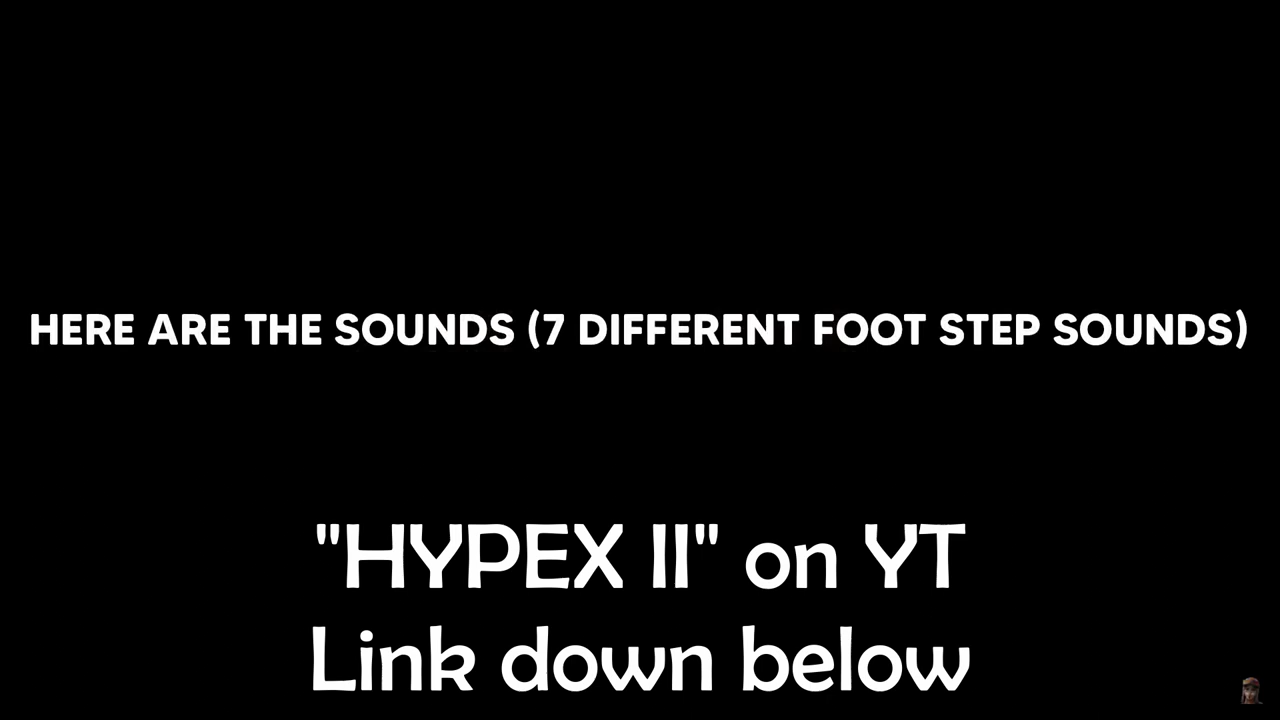 HERE ARE THE SOUNDS (7 DIFFERENT FOOT STEP SOUNDS)
"HYPEX II" on YT
Link down below